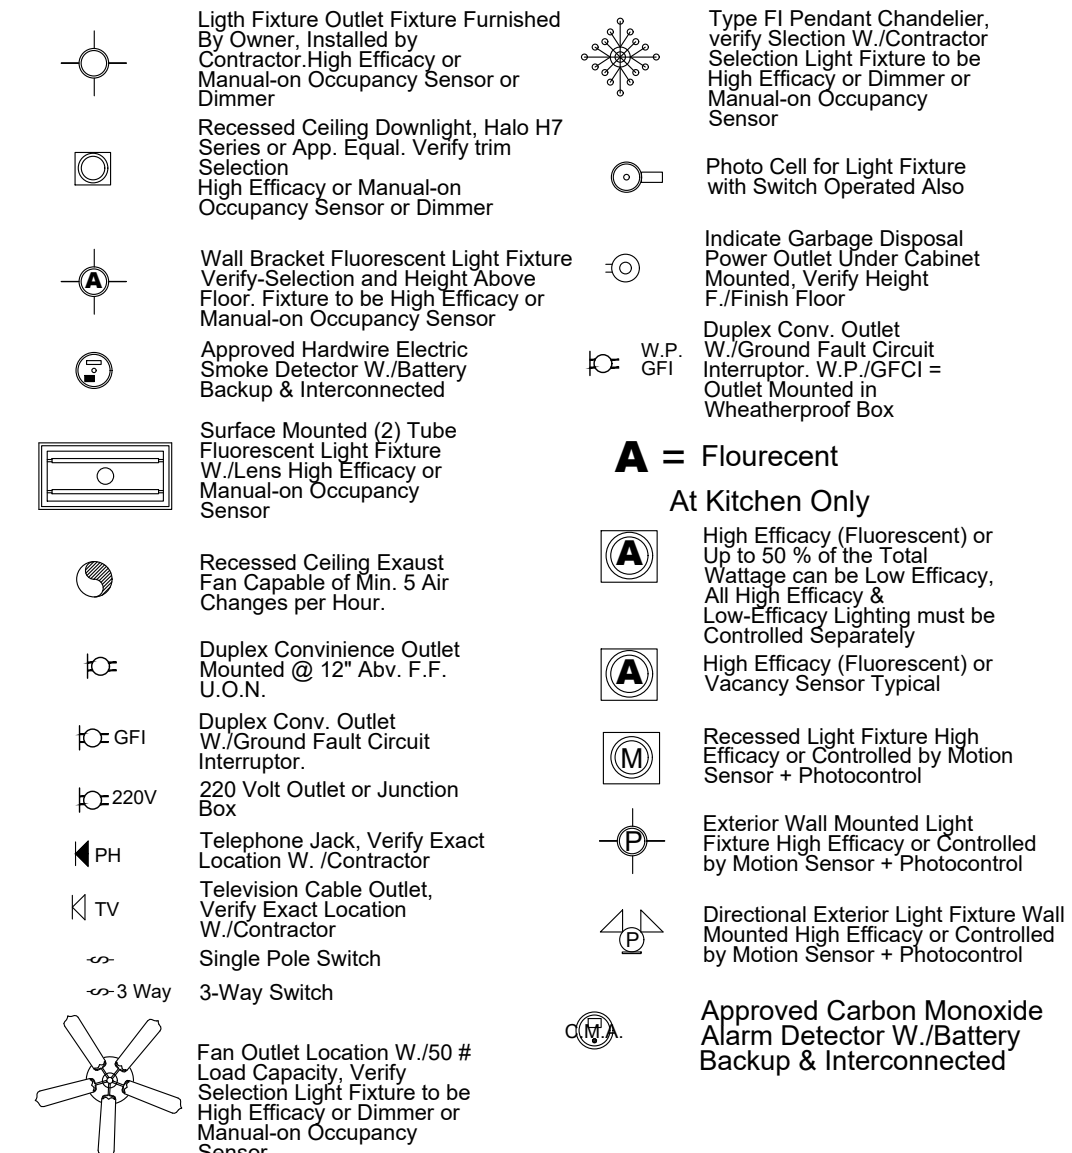 Ligth Fixture Outlet Fixture Furnished
By Owner, Installed by
Contractor.High Efficacy or
Manual-on Occupancy Sensor or
Dimmer
Recessed Ceiling Downlight, Halo H7
Series or App. Equal. Verify trim
Selection
High Efficacy or Manual-on
Occupancy Sensor or Dimmer
A
Wall Bracket Fluorescent Light Fixture
Verify-Selection and Height Above
Floor. Fixture to be High Efficacy or
Manual-on Occupancy Sensor
Approved Hardwire Electric
Smoke Detector W./Battery
Backup & Interconnected
Surface Mounted (2) Tube
Fluorescent Light Fixture
W./Lens High Efficacy or
Manual-on Occupancy
Sensor
Recessed Ceiling Exaust
Fan Capable of Min. 5 Air
Changes per Hour.
Duplex Convinience Outlet
Mounted @ 12" Abv. F.F.
U.O.N.
GFI
Duplex Conv. Outlet
W./Ground Fault Circuit
Interruptor.
220V
220 Volt Outlet or Junction
Box
PH
Telephone Jack, Verify Exact
Location W. /Contractor
TV
Television Cable Outlet,
Verify Exact Location
W./Contractor
Single Pole Switch
3 Way
3-Way Switch
Fan Outlet Location W./50 #
Load Capacity, Verify
Selection Light Fixture to be
High Efficacy or Dimmer or
Manual-on Occupancy
Sensor
Type FI Pendant Chandelier,
verify Slection W./Contractor
Selection Light Fixture to be
High Efficacy or Dimmer or
Manual-on Occupancy
Sensor
Photo Cell for Light Fixture
with Switch Operated Also
Indicate Garbage Disposal
Power Outlet Under Cabinet
Mounted, Verify Height
F./Finish Floor
W.P.
GFI
Duplex Conv. Outlet
W./Ground Fault Circuit
Interruptor. W.P./GFCI =
Outlet Mounted in
Wheatherproof Box
A = Flourecent
At Kitchen Only
A
High Efficacy (Fluorescent) or
Up to 50 % of the Total
Wattage can be Low Efficacy,
All High Efficacy &
Low-Efficacy Lighting must be
Controlled Separately
A
High Efficacy (Fluorescent) or
Vacancy Sensor Typical
M
Recessed Light Fixture High
Efficacy or Controlled by Motion
Sensor + Photocontrol
P
Exterior Wall Mounted Light
Fixture High Efficacy or Controlled
by Motion Sensor + Photocontrol
P
Directional Exterior Light Fixture Wall
Mounted High Efficacy or Controlled
by Motion Sensor + Photocontrol
C.M.A.
Approved Carbon Monoxide
Alarm Detector W./Battery
Backup & Interconnected